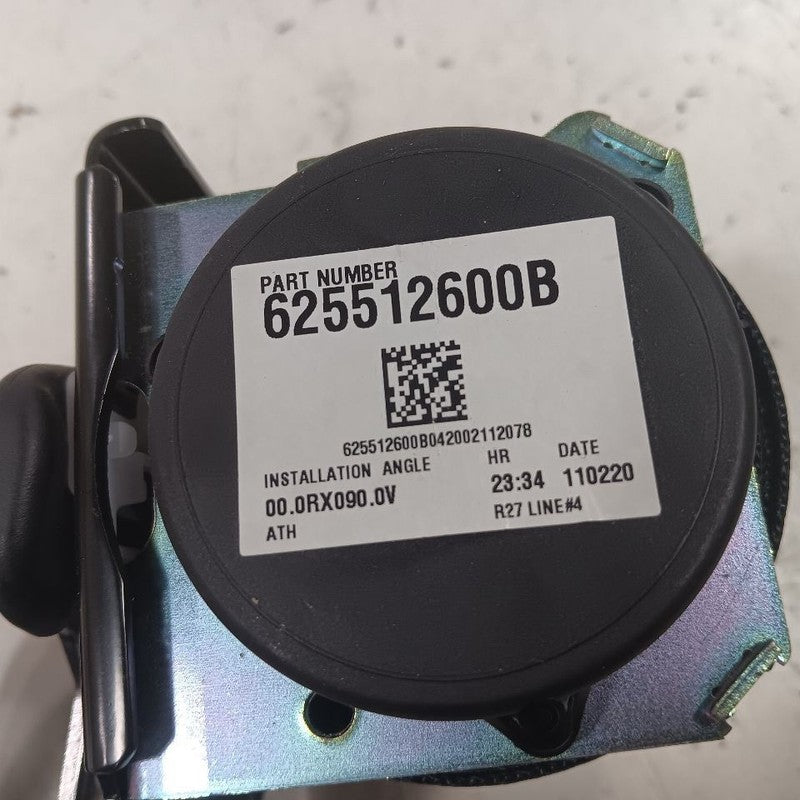 PART NUMBER
625512600B
625512600B042002112078
INSTALLATION ANGLE HR DATE
00.0RX090.0V 23:34 110220
ATH R27 LINE#4